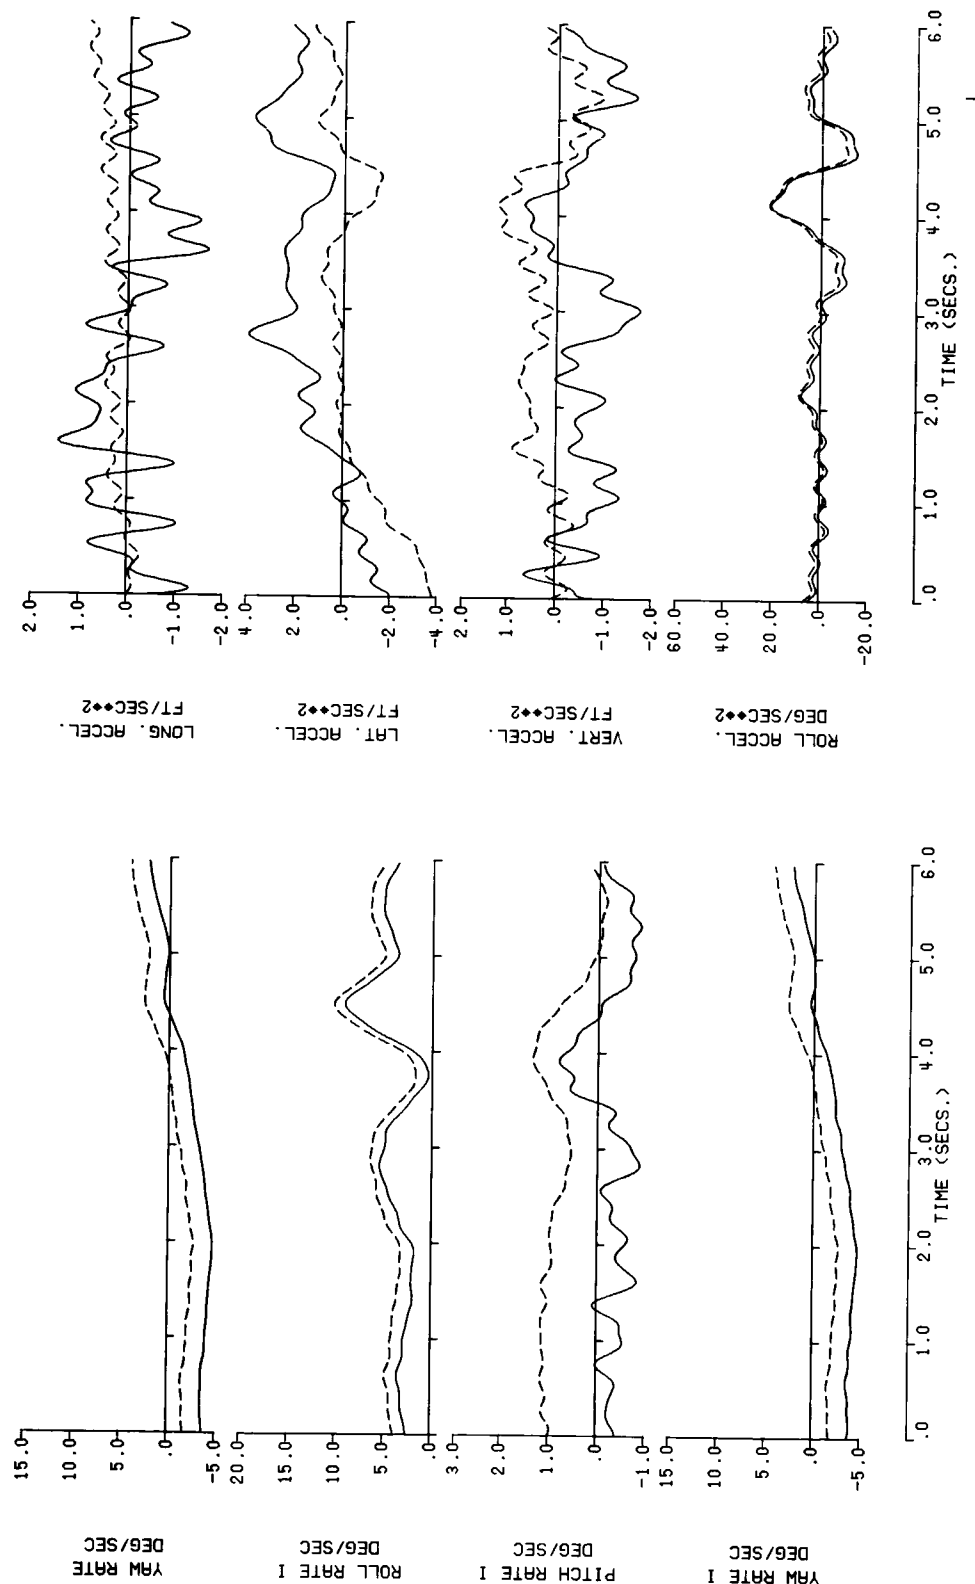 2.0
1.0
.0
-1.0
-2.0
LONG. ACCEL.
FT/SEC**2
4.0
2.0
.0
-2.0
-4.0
LAT. ACCEL.
FT/SEC**2
1.0
.0
-1.0
-2.0
VERT. ACCEL.
FT/SEC**2
60.0
40.0
20.0
.0
-20.0
ROLL ACCEL.
DEG/SEC**2
.0
1.0
2.0
3.0
4.0
5.0
6.0
TIME (SECS.)
15.0
10.0
5.0
.0
-5.0
YAW RATE
DEG/SEC
20.0
15.0
10.0
5.0
.0
ROLL RATE I
DEG/SEC
3.0
2.0
1.0
.0
-1.0
PITCH RATE I
DEG/SEC
15.0
10.0
5.0
.0
-5.0
YAW RATE I
DEG/SEC
.0
1.0
2.0
3.0
4.0
5.0
6.0
TIME (SECS.)